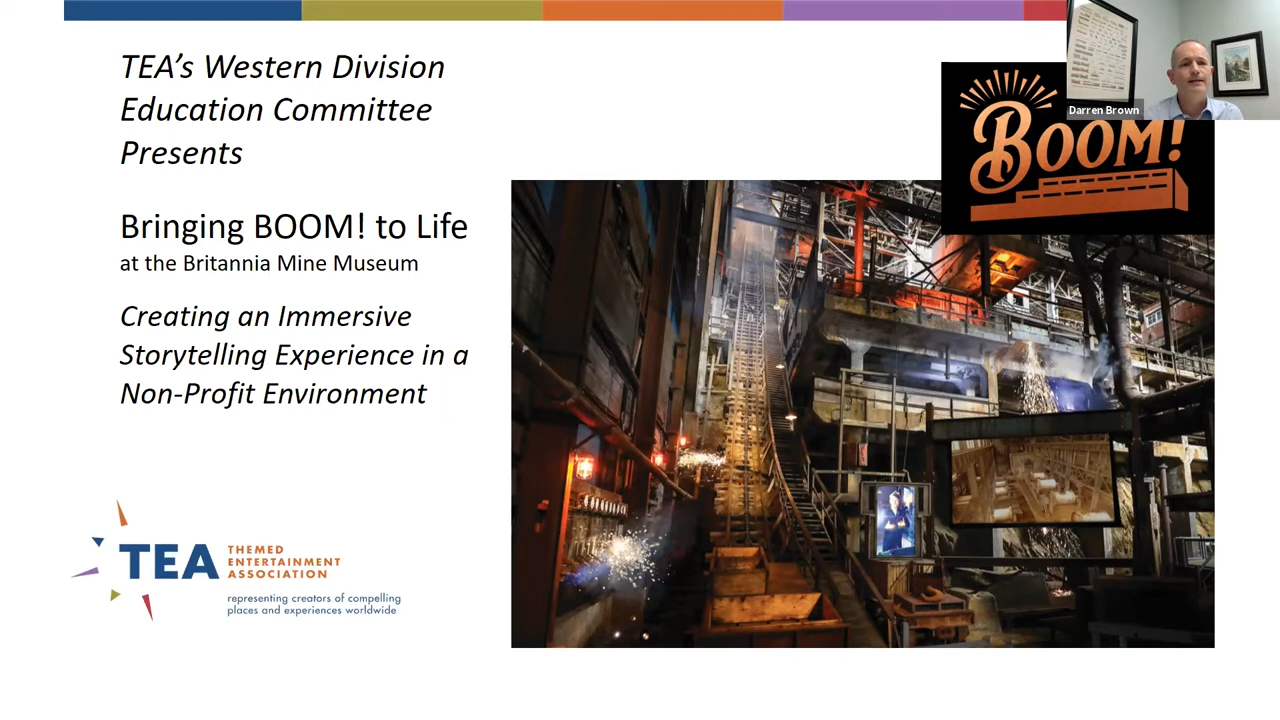 TEA's Western Division
Education Committee
Presents
Bringing BOOM! to Life
at the Britannia Mine Museum
Creating an Immersive
Storytelling Experience in a
Non-Profit Environment
TEA
THEMED
ENTERTAINMENT
ASSOCIATION
representing creators of compelling
places and experiences worldwide
BOOM!
Darren Brown